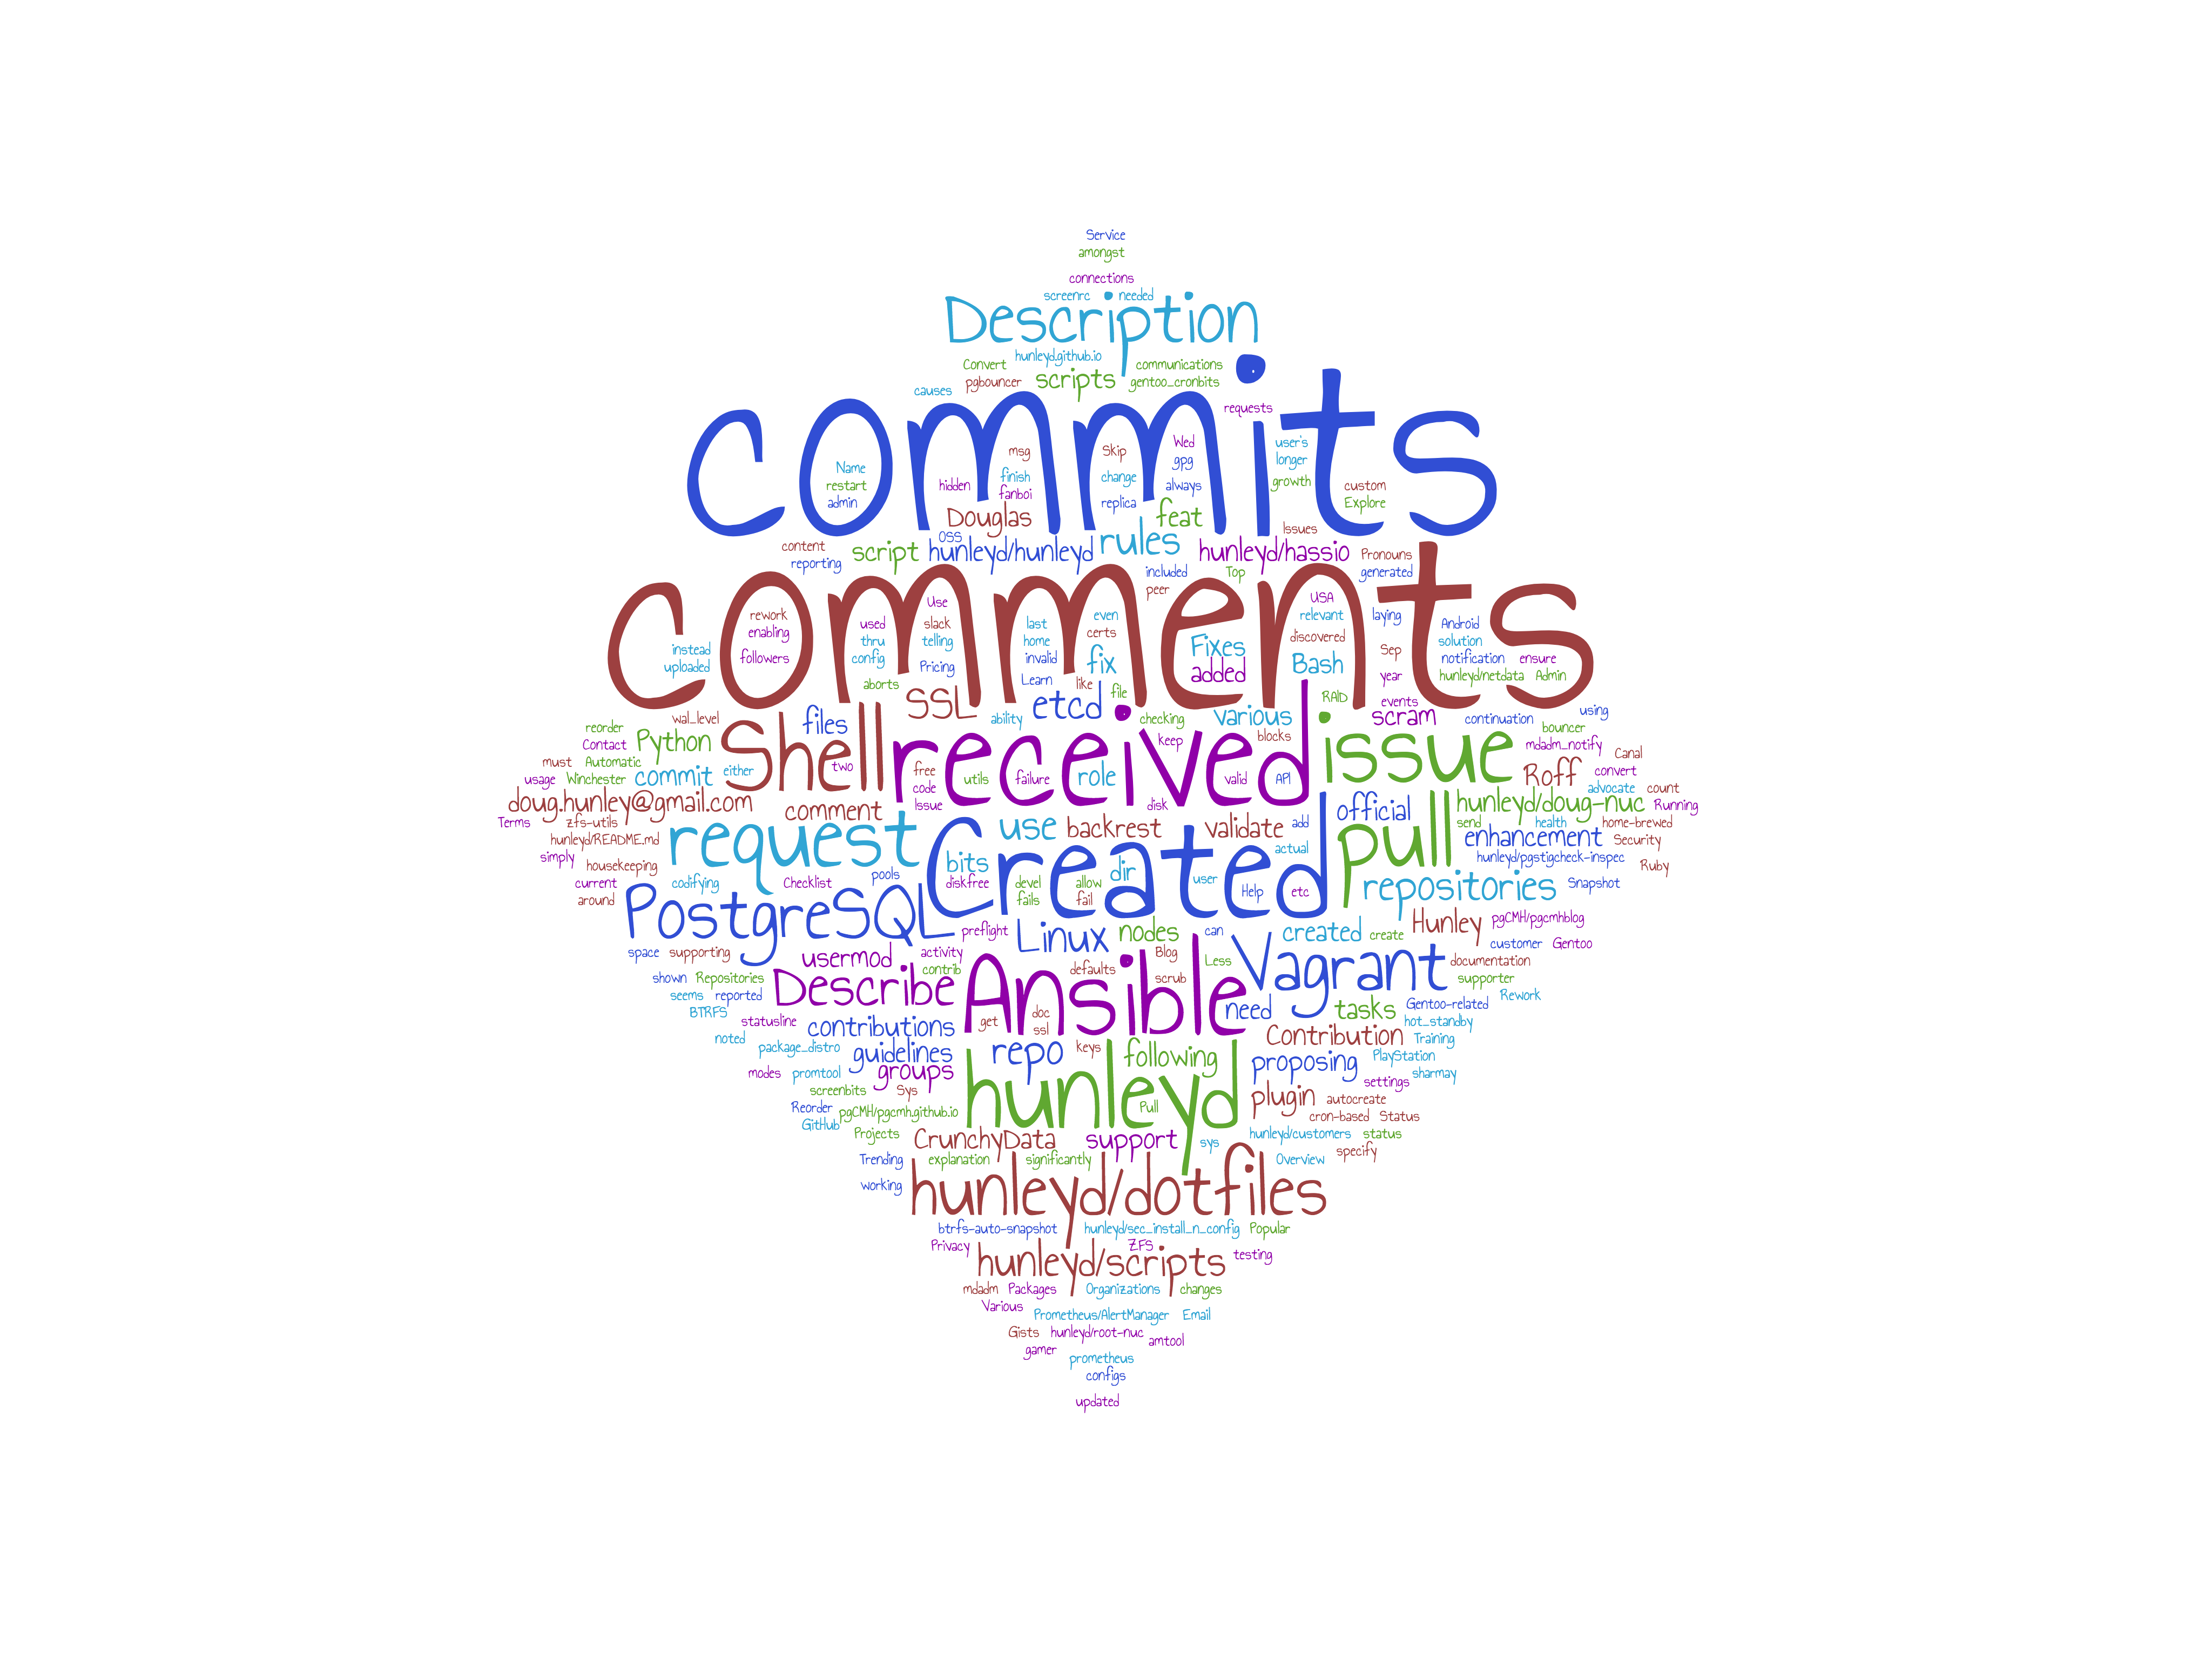 Service
amongst
connections
screenrc needed
Description
Convert hunleyd.github.io communications
causes pgbouncer scripts gentoo_cronbits
requests
commits
Name restart admin
hidden
msg finish fanboi
Skip change replica
Wed gpg always
user's longer growth
custom Explore
Douglas feat
Issues
content reporting
script OSS hunleyd/hunleyd rules hunleyd/hassio
Pronouns generated
included Top
peer
comments
instead uploaded
rework enabling followers
used thru config
Use slack telling Pricing
last home invalid Learn
even certs fix
like file
Fixes added
USA relevant discovered Bash
laying Sep year
Android solution notification ensure
hunleyd/netdata Admin
aborts
RAID events
reorder wal_level files SSL ability etcd checking various blocks scram continuation using
bouncer
Contact Python Shell received issue mdadm_notify Canal
must Automatic
usage Winchester commit either two free code Issue utils failure role keep disk valid API Roff convert
advocate count
doug.hunley@gmail.com comment official hunleyd/doug-nuc Running
Terms zfs-utils request use backrest validate add pull send health home-brewed
hunleyd/README.md enhancement Security
simply housekeeping bits Created actual hunleyd/pgstigcheck-inspec Ruby
current codifying Checklist pools diskfree devel allow dir user Help etc repositories Snapshot
around fails fail
PostgreSQL preflight Linux nodes can created create Hunley pgCMH/pgcmhblog
customer Gentoo
space supporting usermod activity contrib Blog Less Vagrant documentation
shown Repositories Describe Ansible defaults scrub supporter
seems reported need tasks Gentoo-related Rework
BTRFS statusline contributions get doc ssl hot_standby
noted package_distro guidelines repo keys following Contribution Training
modes promtool groups proposing PlayStation sharmay
screenbits Sys hunleyd plugin settings autocreate
Reorder pgCMH/pgcmh.github.io Pull cron-based Status
GitHub Projects CrunchyData support sys hunleyd/customers status
Trending explanation significantly Overview specify
working hunleyd/dotfiles
btrfs-auto-snapshot hunleyd/sec_install_n_config Popular
Privacy hunleyd/scripts ZFS testing
mdadm Packages Organizations changes
Various Prometheus/AlertManager Email
Gists hunleyd/root-nuc amtool
gamer prometheus
configs
updated